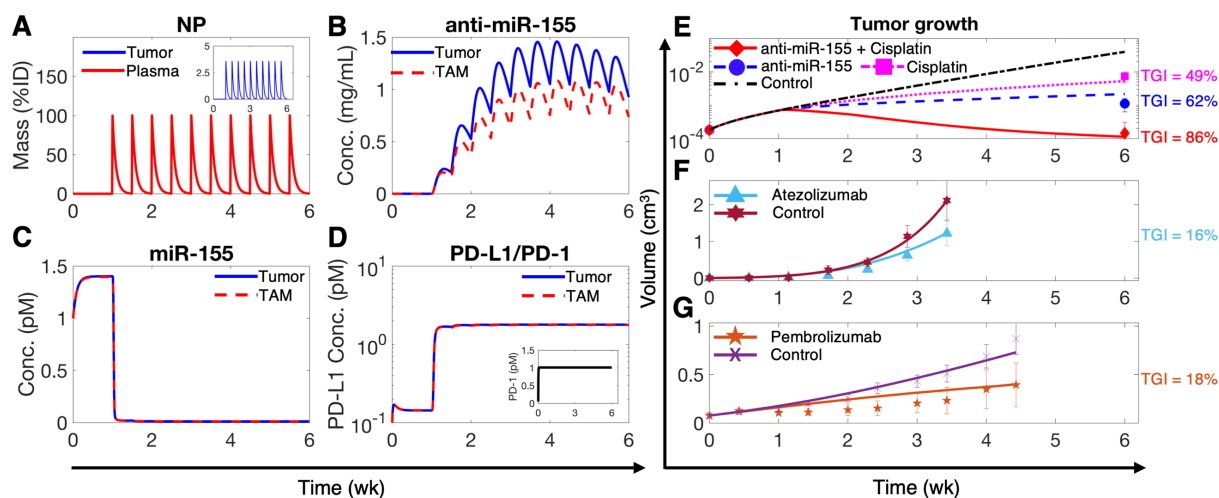 A
NP
Mass (%ID)
150
100
50
0
0
2
4
6
Tumor
Plasma
5
0
0
3
6
B
anti-miR-155
Conc. (mg/mL)
1.5
1
0.5
0
0
2
4
6
Tumor
TAM
C
miR-155
Conc. (pM)
1.5
1
0.5
0
0
2
4
6
Tumor
TAM
D
PD-L1/PD-1
PD-L1 Conc. (pM)
10^1
10^0
10^-1
0
2
4
6
Tumor
TAM
PD-1 (pM)
1.5
1
0.5
0
0
3
6
Time (wk)
E
Tumor growth
10^-2
10^-4
0
1
2
3
4
5
6
anti-miR-155 + Cisplatin
anti-miR-155
Cisplatin
Control
TGI = 49%
TGI = 62%
TGI = 86%
F
Volume (cm³)
2
1
0
0
1
2
3
4
5
6
Atezolizumab
Control
TGI = 16%
G
1
0.5
0
0
1
2
3
4
5
6
Pembrolizumab
Control
TGI = 18%
Time (wk)